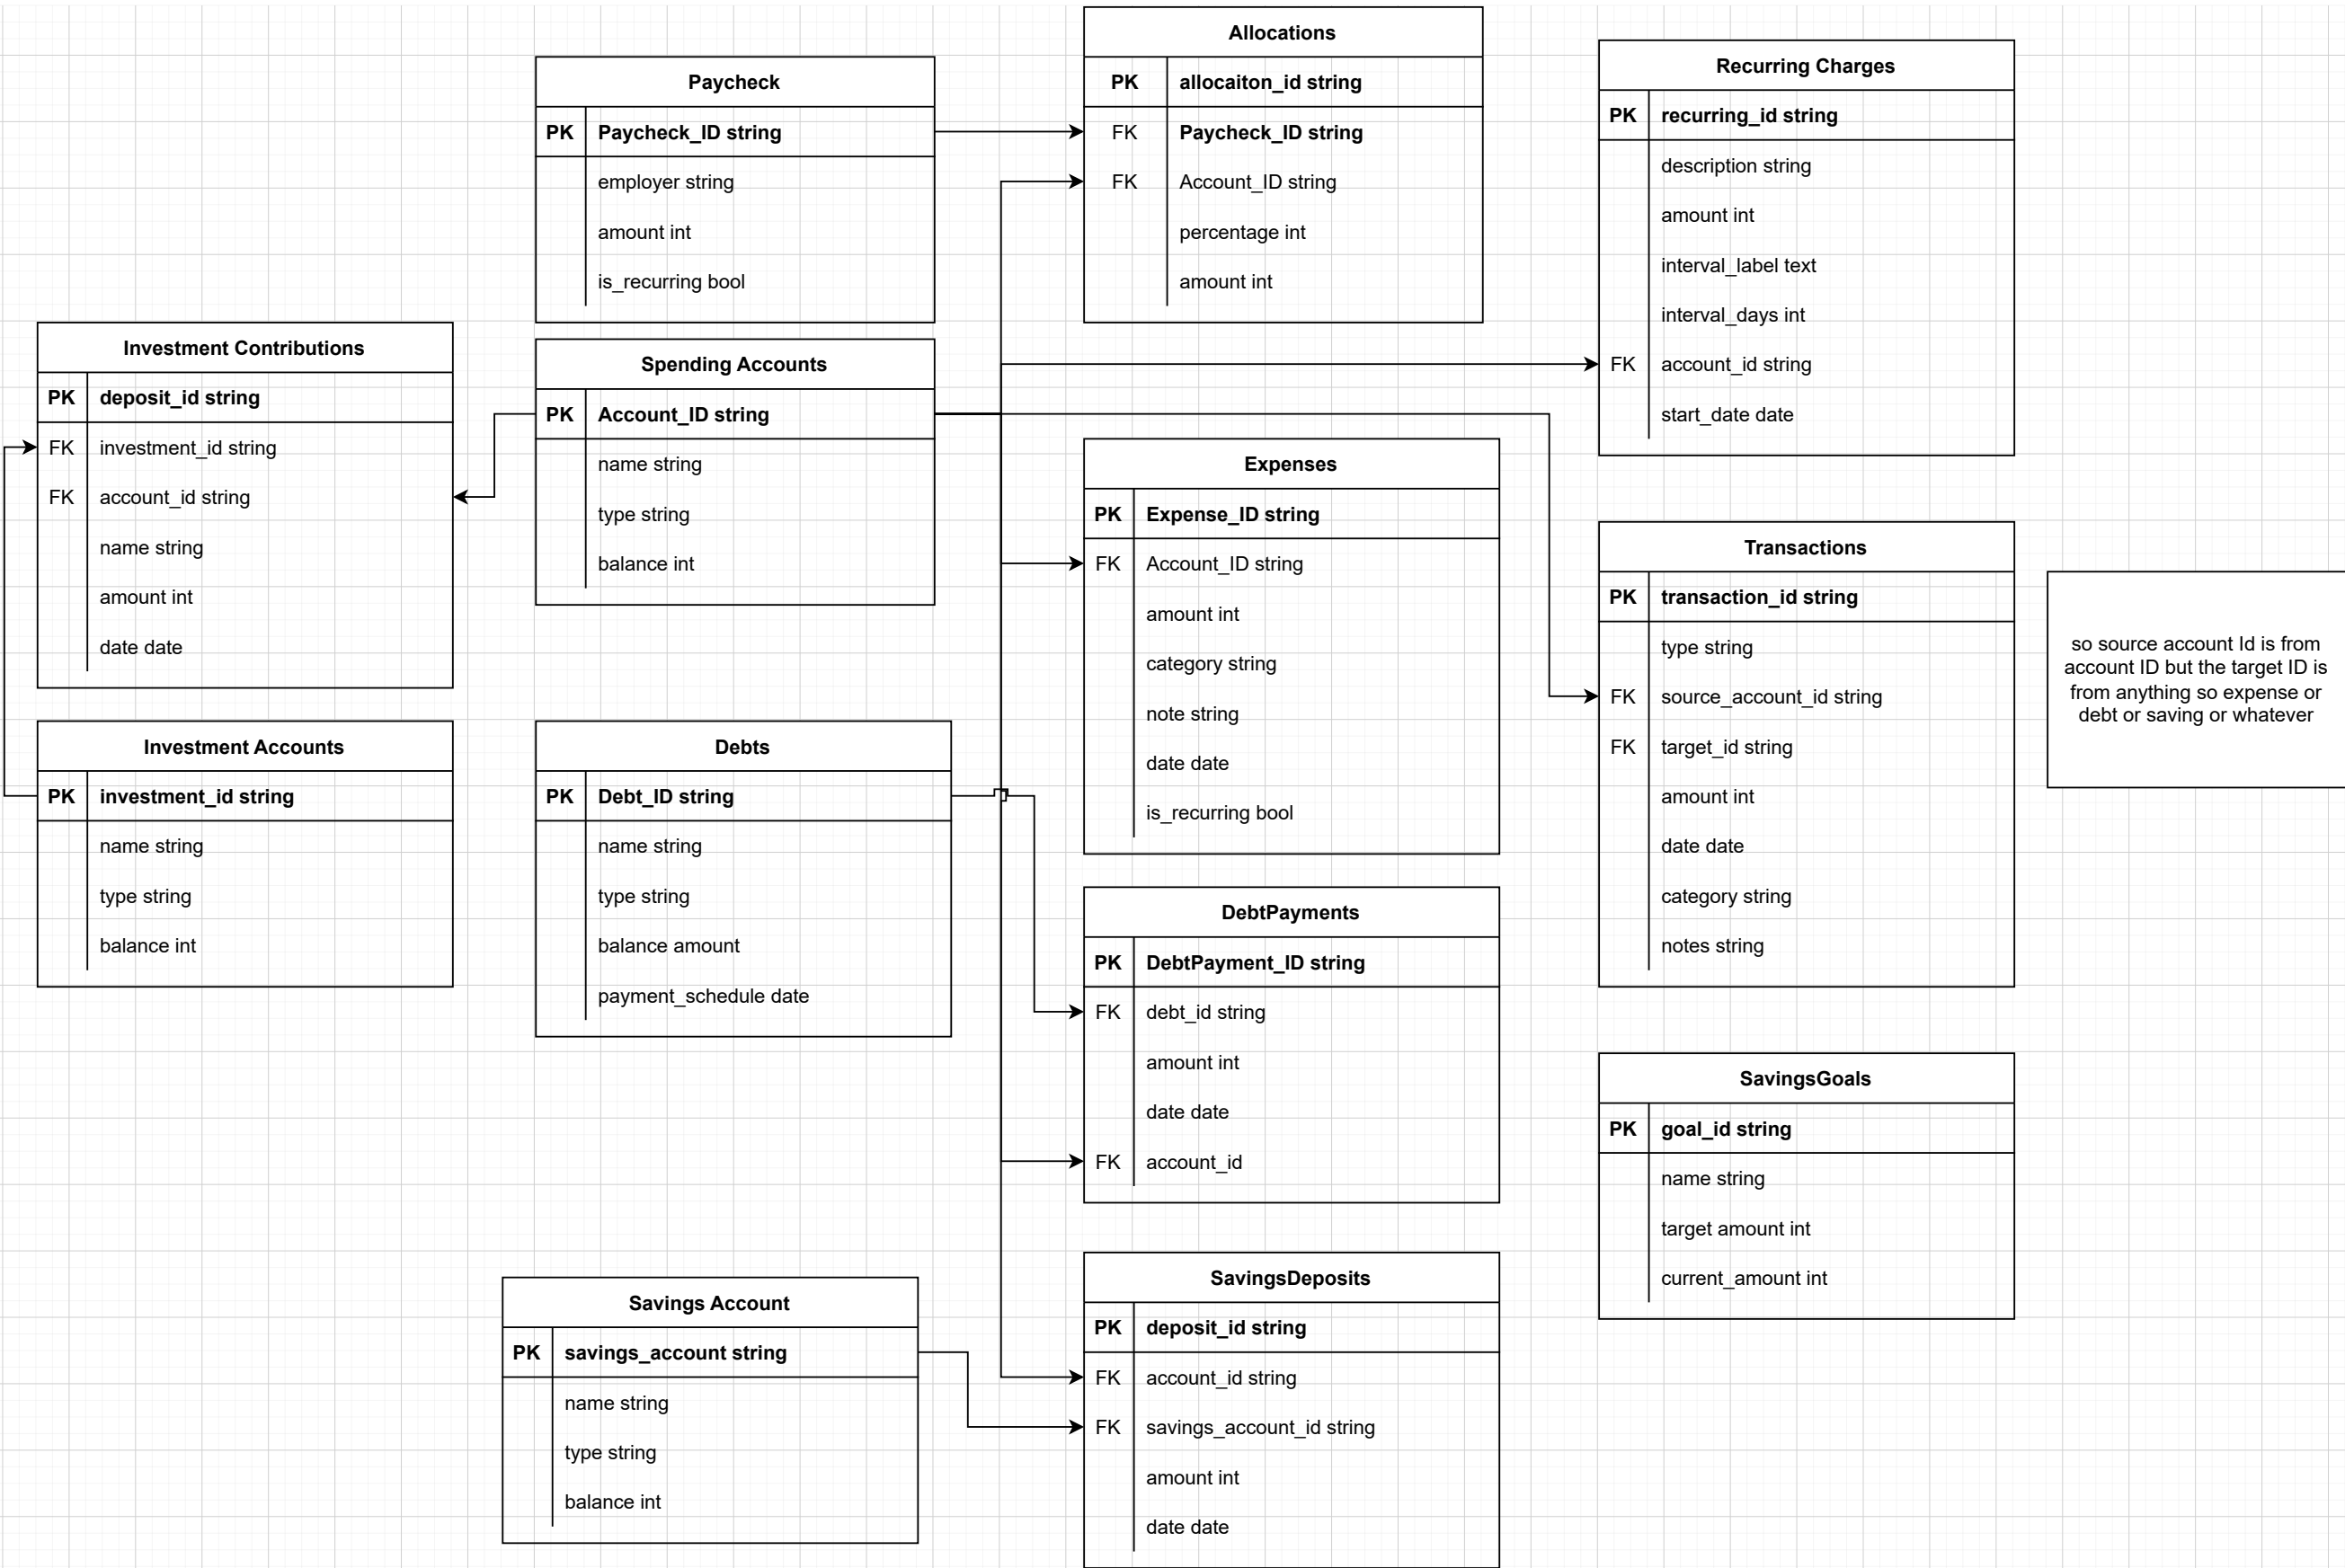 Allocations
PK allocaiton_id string
FK Paycheck_ID string
FK Account_ID string
percentage int
amount int
Paycheck
PK Paycheck_ID string
employer string
amount int
is_recurring bool
Recurring Charges
PK recurring_id string
description string
amount int
interval_label text
interval_days int
FK account_id string
start_date date
Investment Contributions
PK deposit_id string
FK investment_id string
FK account_id string
name string
amount int
date date
Spending Accounts
PK Account_ID string
name string
type string
balance int
Expenses
PK Expense_ID string
FK Account_ID string
amount int
category string
note string
date date
is_recurring bool
Transactions
PK transaction_id string
type string
FK source_account_id string
FK target_id string
amount int
date date
category string
notes string
so source account Id is from
account ID but the target ID is
from anything so expense or
debt or saving or whatever
Investment Accounts
PK investment_id string
name string
type string
balance int
Debts
PK Debt_ID string
name string
type string
balance amount
payment_schedule date
DebtPayments
PK DebtPayment_ID string
FK debt_id string
amount int
date date
FK account_id
SavingsGoals
PK goal_id string
name string
target amount int
current_amount int
Savings Account
PK savings_account string
name string
type string
balance int
SavingsDeposits
PK deposit_id string
FK account_id string
FK savings_account_id string
amount int
date date